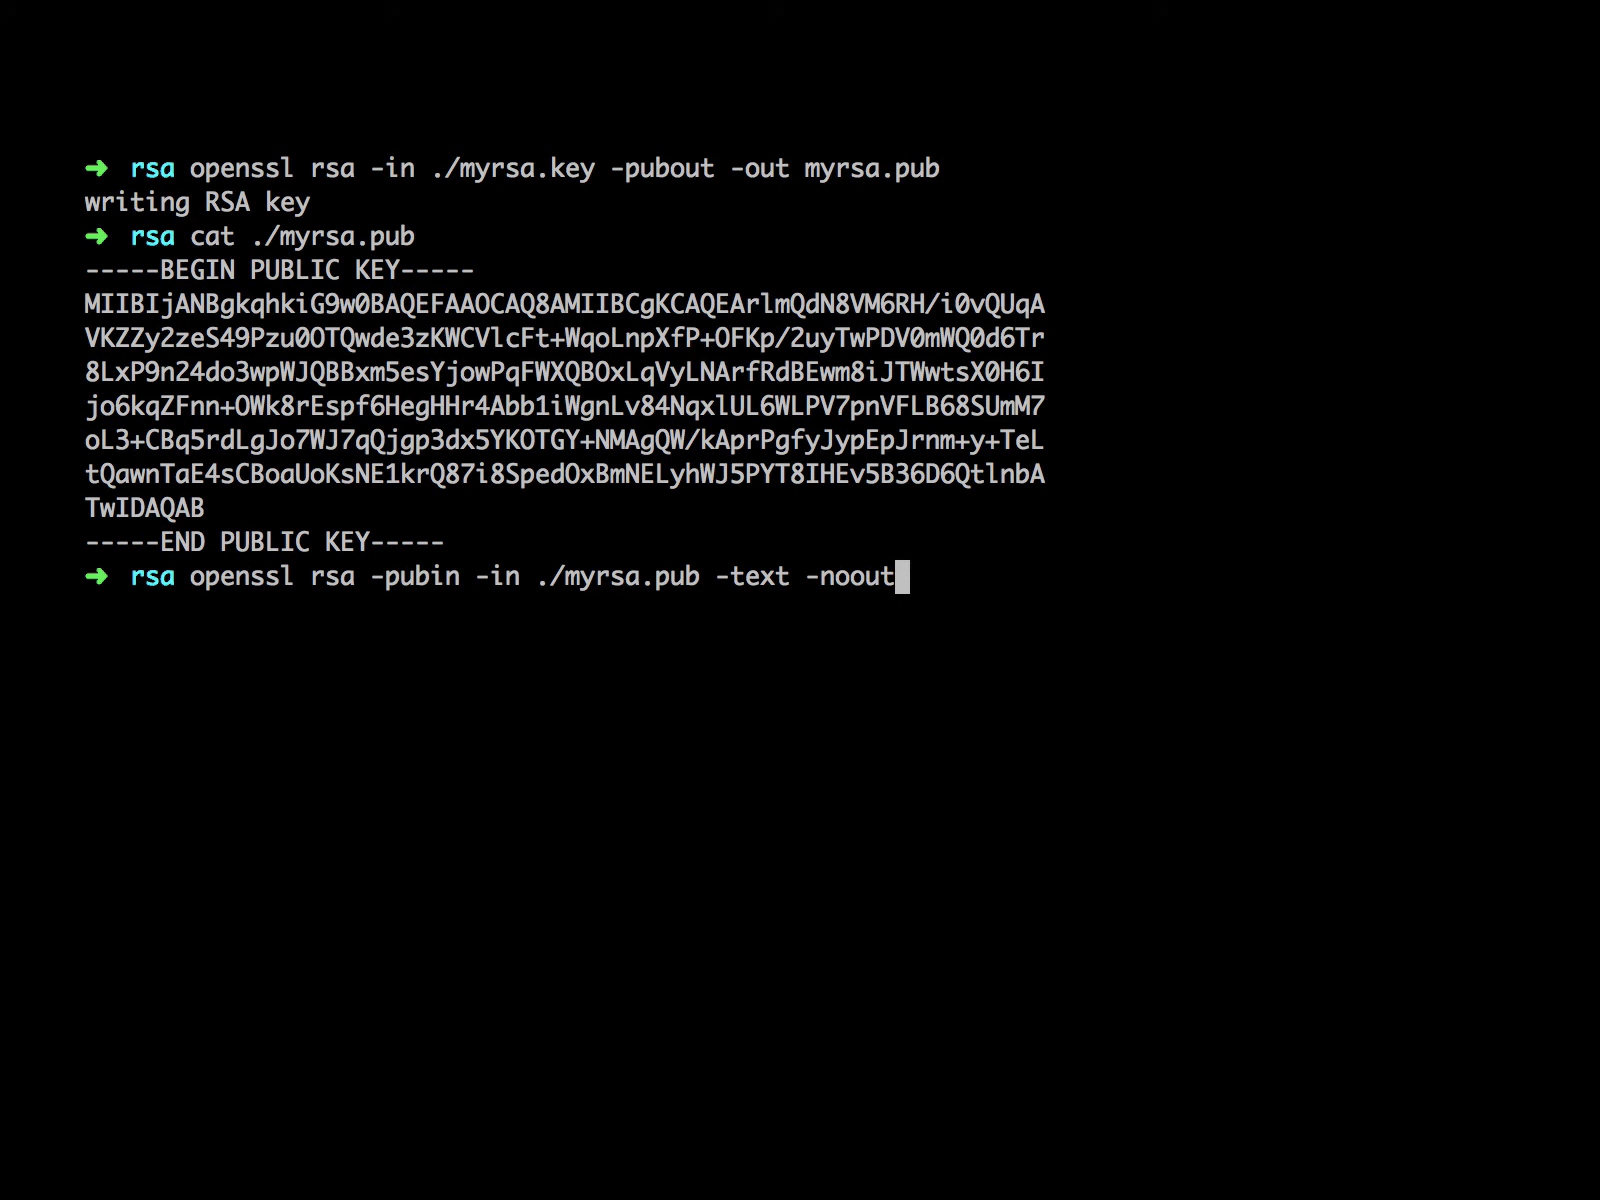 ➜ rsa openssl rsa -in ./myrsa.key -pubout -out myrsa.pub
writing RSA key
➜ rsa cat ./myrsa.pub
-----BEGIN PUBLIC KEY-----
MIIBIjANBgkqhkiG9w0BAQEFAAOCAQ8AMIIBCgKCAQEArlmQdN8VM6RH/i0vQUqA
VKZZy2zeS49Pzu0OTQwde3zKWCVlcFt+WqoLnpXfP+OFKp/2uyTwPDV0mWQ0d6Tr
8LxP9n24do3wpWJQBBxm5esYjowPqFWXQBOxLqVyLNArfRdBEwm8iJTWwtsX0H6I
jo6kqZFnn+OWk8rEspf6HegHHr4Abb1iWgnLv84NqxlUL6WLPV7pnVFLB68SUmM7
oL3+CBq5rdLgJo7WJ7qQjgp3dx5YKOTGY+NMAgQW/kAprPgfyJypEpJrnm+y+TeL
tQawnTaE4sCBoaUoKsNE1krQ87i8SpedOxBmNELyhWJ5PYT8IHEv5B36D6QtlnbA
TwIDAQAB
-----END PUBLIC KEY-----
➜ rsa openssl rsa -pubin -in ./myrsa.pub -text -noout